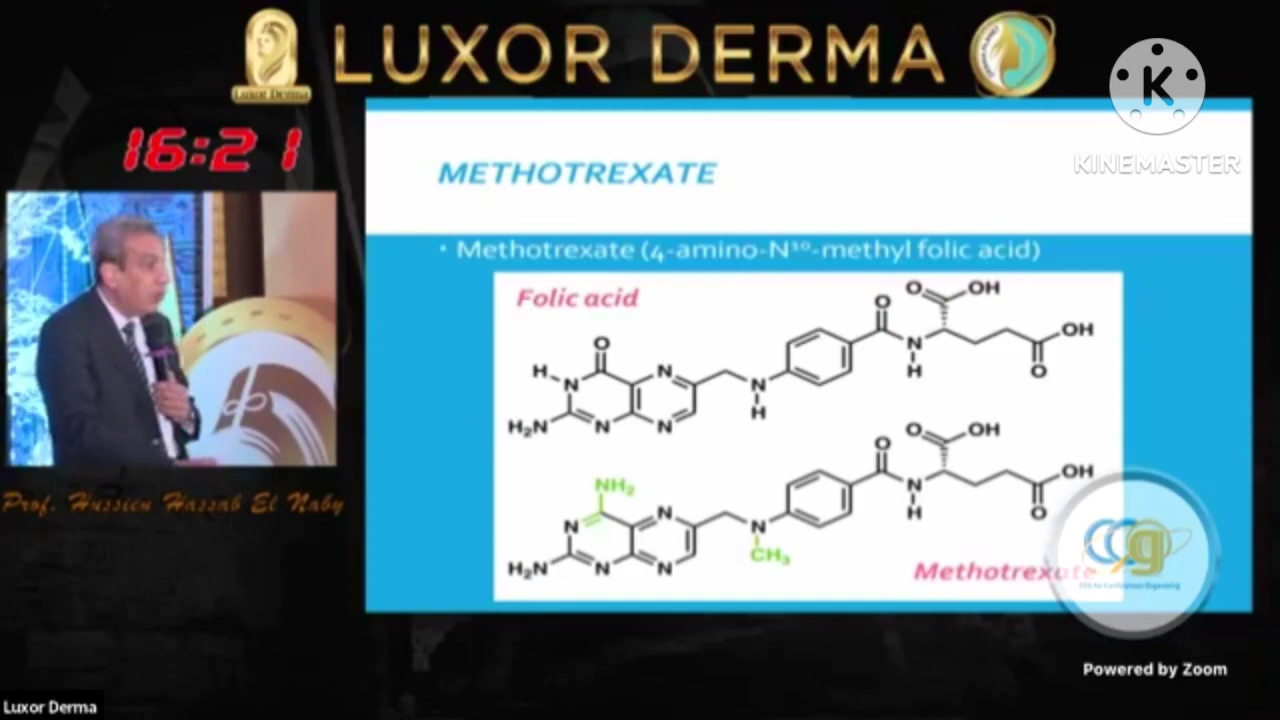 LUXOR DERMA
Luxor Derma
16:21
K
KINEMASTER
METHOTREXATE
• Methotrexate (4-amino-N¹⁰-methyl folic acid)
Folic acid
O
OH
O
OH
O
N
H
O
H
N
N
N
H
H₂N
N
N
O
OH
O
OH
O
N
H
O
NH₂
N
N
N
CH₃
H₂N
N
N
Methotrexate
CCg
Prof. Hussien Hassab El Naby
Powered by Zoom
Luxor Derma